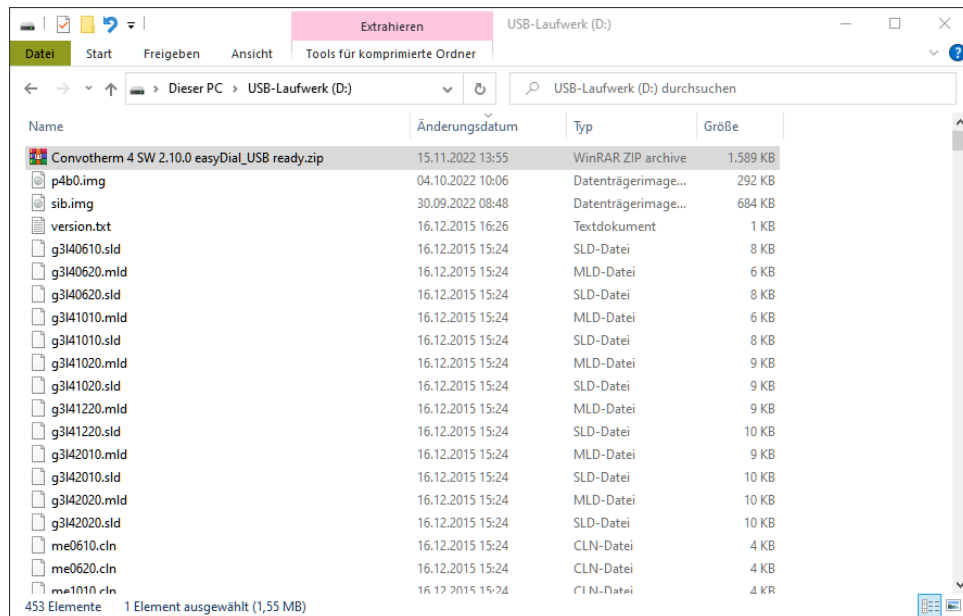 Extrahieren USB-Laufwerk (D:)
Datei Start Freigeben Ansicht Tools für komprimierte Ordner
Dieser PC > USB-Laufwerk (D:) USB-Laufwerk (D:) durchsuchen
Name Änderungsdatum Typ Größe
Convotherm 4 SW 2.10.0 easyDial_USB ready.zip 15.11.2022 13:55 WinRAR ZIP archive 1.589 KB
p4b0.img 04.10.2022 10:06 Datenträgerimage... 292 KB
sib.img 30.09.2022 08:48 Datenträgerimage... 684 KB
version.txt 16.12.2015 16:26 Textdokument 1 KB
g3l40610.sld 16.12.2015 15:24 SLD-Datei 8 KB
g3l40620.mld 16.12.2015 15:24 MLD-Datei 6 KB
g3l40620.sld 16.12.2015 15:24 SLD-Datei 8 KB
g3l41010.mld 16.12.2015 15:24 MLD-Datei 6 KB
g3l41010.sld 16.12.2015 15:24 SLD-Datei 8 KB
g3l41020.mld 16.12.2015 15:24 MLD-Datei 9 KB
g3l41020.sld 16.12.2015 15:24 SLD-Datei 9 KB
g3l41220.mld 16.12.2015 15:24 MLD-Datei 9 KB
g3l41220.sld 16.12.2015 15:24 SLD-Datei 10 KB
g3l42010.mld 16.12.2015 15:24 MLD-Datei 9 KB
g3l42010.sld 16.12.2015 15:24 SLD-Datei 10 KB
g3l42020.mld 16.12.2015 15:24 MLD-Datei 9 KB
g3l42020.sld 16.12.2015 15:24 SLD-Datei 10 KB
me0610.cln 16.12.2015 15:24 CLN-Datei 4 KB
me0620.cln 16.12.2015 15:24 CLN-Datei 4 KB
me1010.cln 16.12.2015 15:24 CLN-Datei 4 KB
453 Elemente 1 Element ausgewählt (1,55 MB)